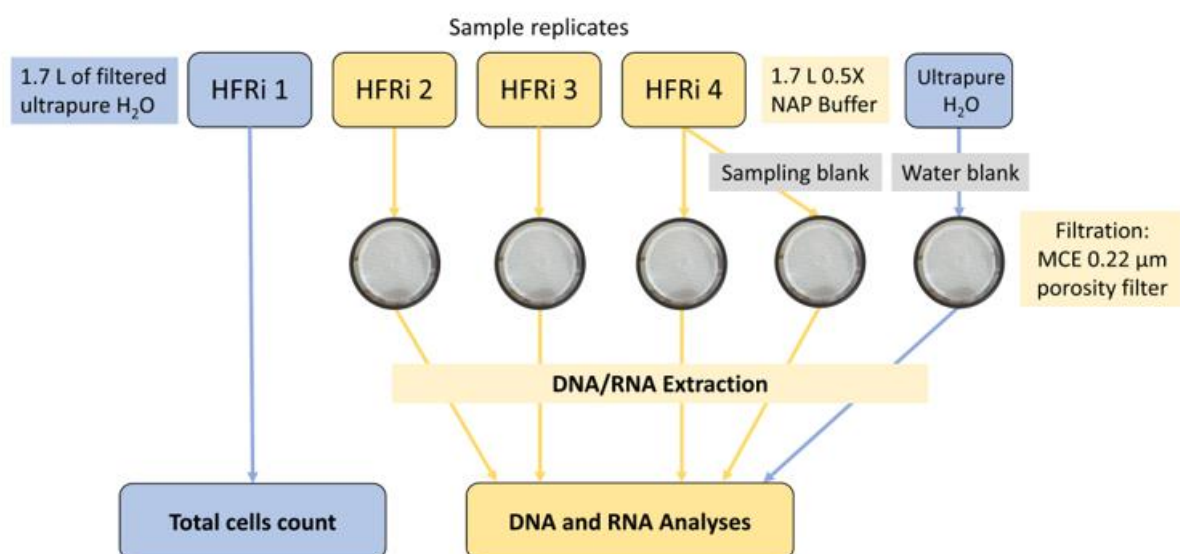 Sample replicates
1.7 L of filtered
ultrapure H₂O
HFRi 1
HFRi 2
HFRi 3
HFRi 4
1.7 L 0.5X
NAP Buffer
Ultrapure
H₂O
Sampling blank
Water blank
Filtration:
MCE 0.22 µm
porosity filter
DNA/RNA Extraction
Total cells count
DNA and RNA Analyses